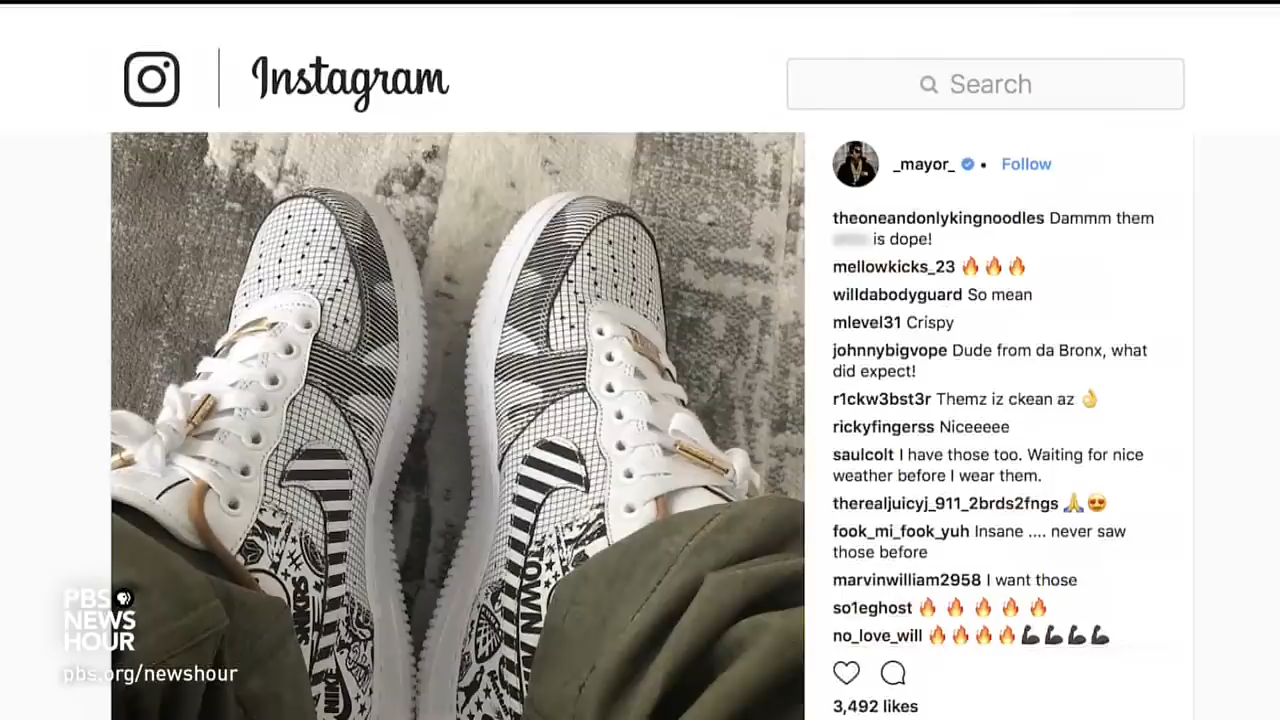 Instagram
Search
_mayor_ • Follow
theoneandonlykingnoodles Dammm them
is dope!
mellowkicks_23 🔥🔥🔥
willdabodyguard So mean
mlevel31 Crispy
johnnybigvope Dude from da Bronx, what
did expect!
r1ckw3bst3r Themz iz ckean az 👌
rickyfingerss Niceeeee
saulcolt I have those too. Waiting for nice
weather before I wear them.
therealjuicyj_911_2brds2fngs 🙏😍
fook_mi_fook_yuh Insane .... never saw
those before
marvinwilliam2958 I want those
so1eghost 🔥🔥🔥🔥🔥
no_love_will 🔥🔥🔥🔥💪💪💪💪
3,492 likes
SNKRS
NIKE
PBS
NEWS
HOUR
pbs.org/newshour